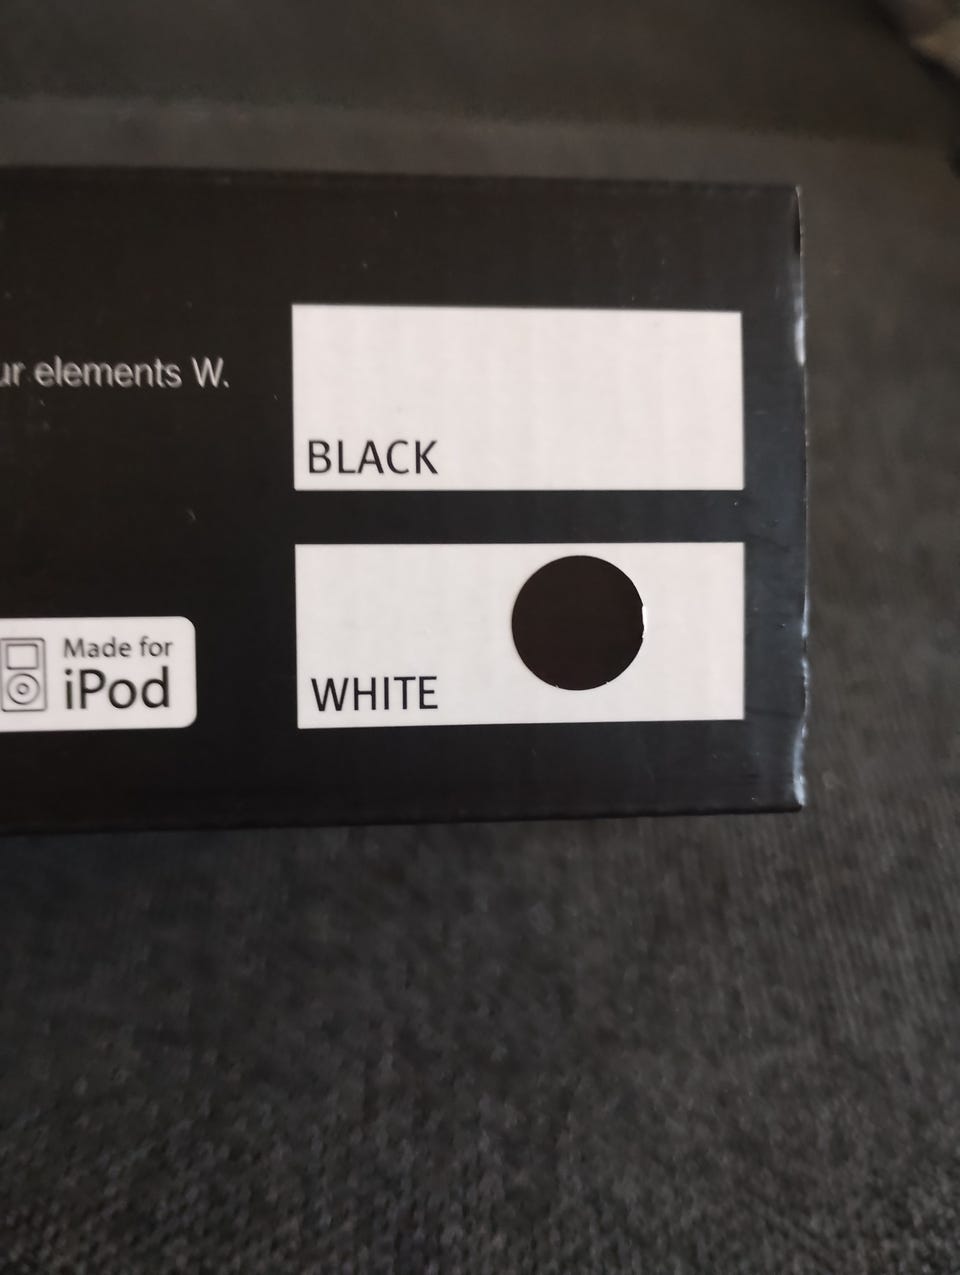 ur elements W.
BLACK
WHITE
Made for
iPod